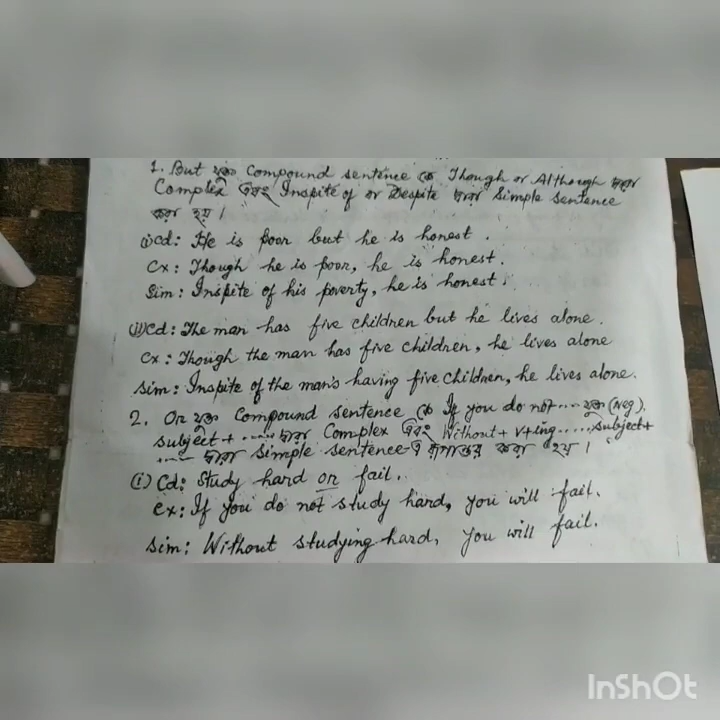 1. But যুক্ত Compound sentence কে Though or Although দ্বারা
Complex এবং Inspite of or Despite দ্বারা Simple sentence
করা হয়।
(i) Cd: He is poor but he is honest.
Cx: Though he is poor, he is honest.
Sim: Inspite of his poverty, he is honest.
(ii) Cd: The man has five children but he lives alone.
Cx: Though the man has five children, he lives alone
Sim: Inspite of the man's having five children, he lives alone.
2. Or যুক্ত Compound sentence কে If you do not.... যুক্ত (Neg).
subject + ...... দ্বারা Complex এবং Without + V+ing......subject+
...... দ্বারা Simple sentence-এ রূপান্তর করা হয়।
(i) Cd: Study hard or fail.
Cx: If you do not study hard, you will fail.
Sim: Without studying hard, you will fail.
InShOt